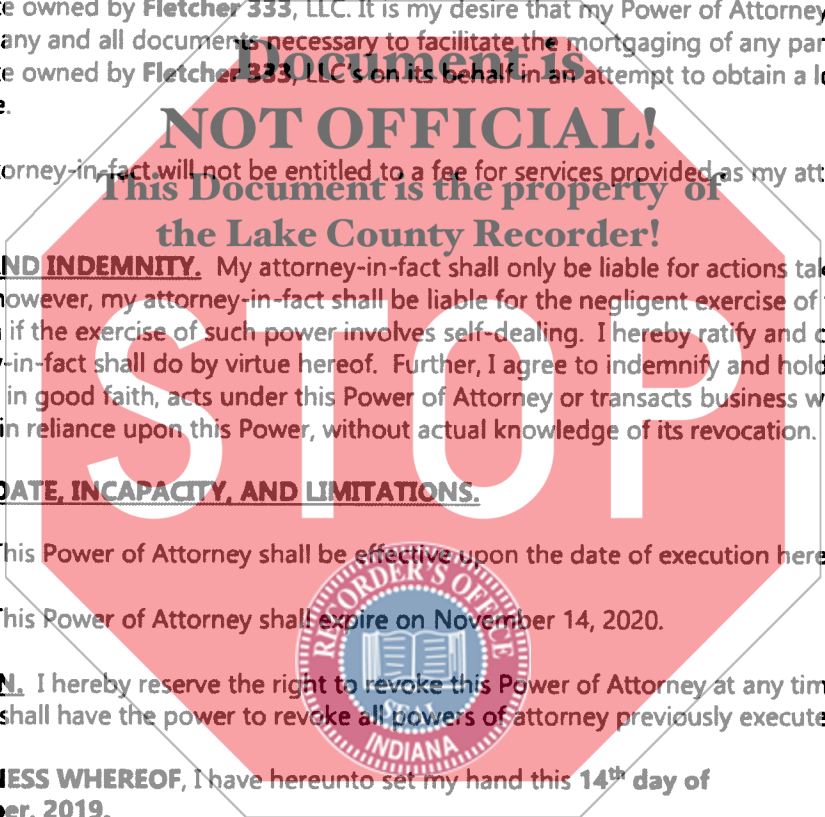 e owned by Fletcher 333, LLC. It is my desire that my Power of Attorney
any and all documents necessary to facilitate the mortgaging of any par
e owned by Fletcher 333, LLC's on its behalf in an attempt to obtain a lo
e.
Document is
NOT OFFICIAL!
orney-in-fact will not be entitled to a fee for services provided as my att
This Document is the property of
the Lake County Recorder!
ND INDEMNITY. My attorney-in-fact shall only be liable for actions tak
owever, my attorney-in-fact shall be liable for the negligent exercise of
if the exercise of such power involves self-dealing. I hereby ratify and c
-in-fact shall do by virtue hereof. Further, I agree to indemnify and hold
in good faith, acts under this Power of Attorney or transacts business w
in reliance upon this Power, without actual knowledge of its revocation.
STOP
DATE, INCAPACITY, AND LIMITATIONS.
his Power of Attorney shall be effective upon the date of execution here
his Power of Attorney shall expire on November 14, 2020.
RECORDER'S OFFICE
SEAL
INDIANA
N. I hereby reserve the right to revoke this Power of Attorney at any tim
shall have the power to revoke all powers of attorney previously execute
ESS WHEREOF, I have hereunto set my hand this 14th day of
er, 2019.